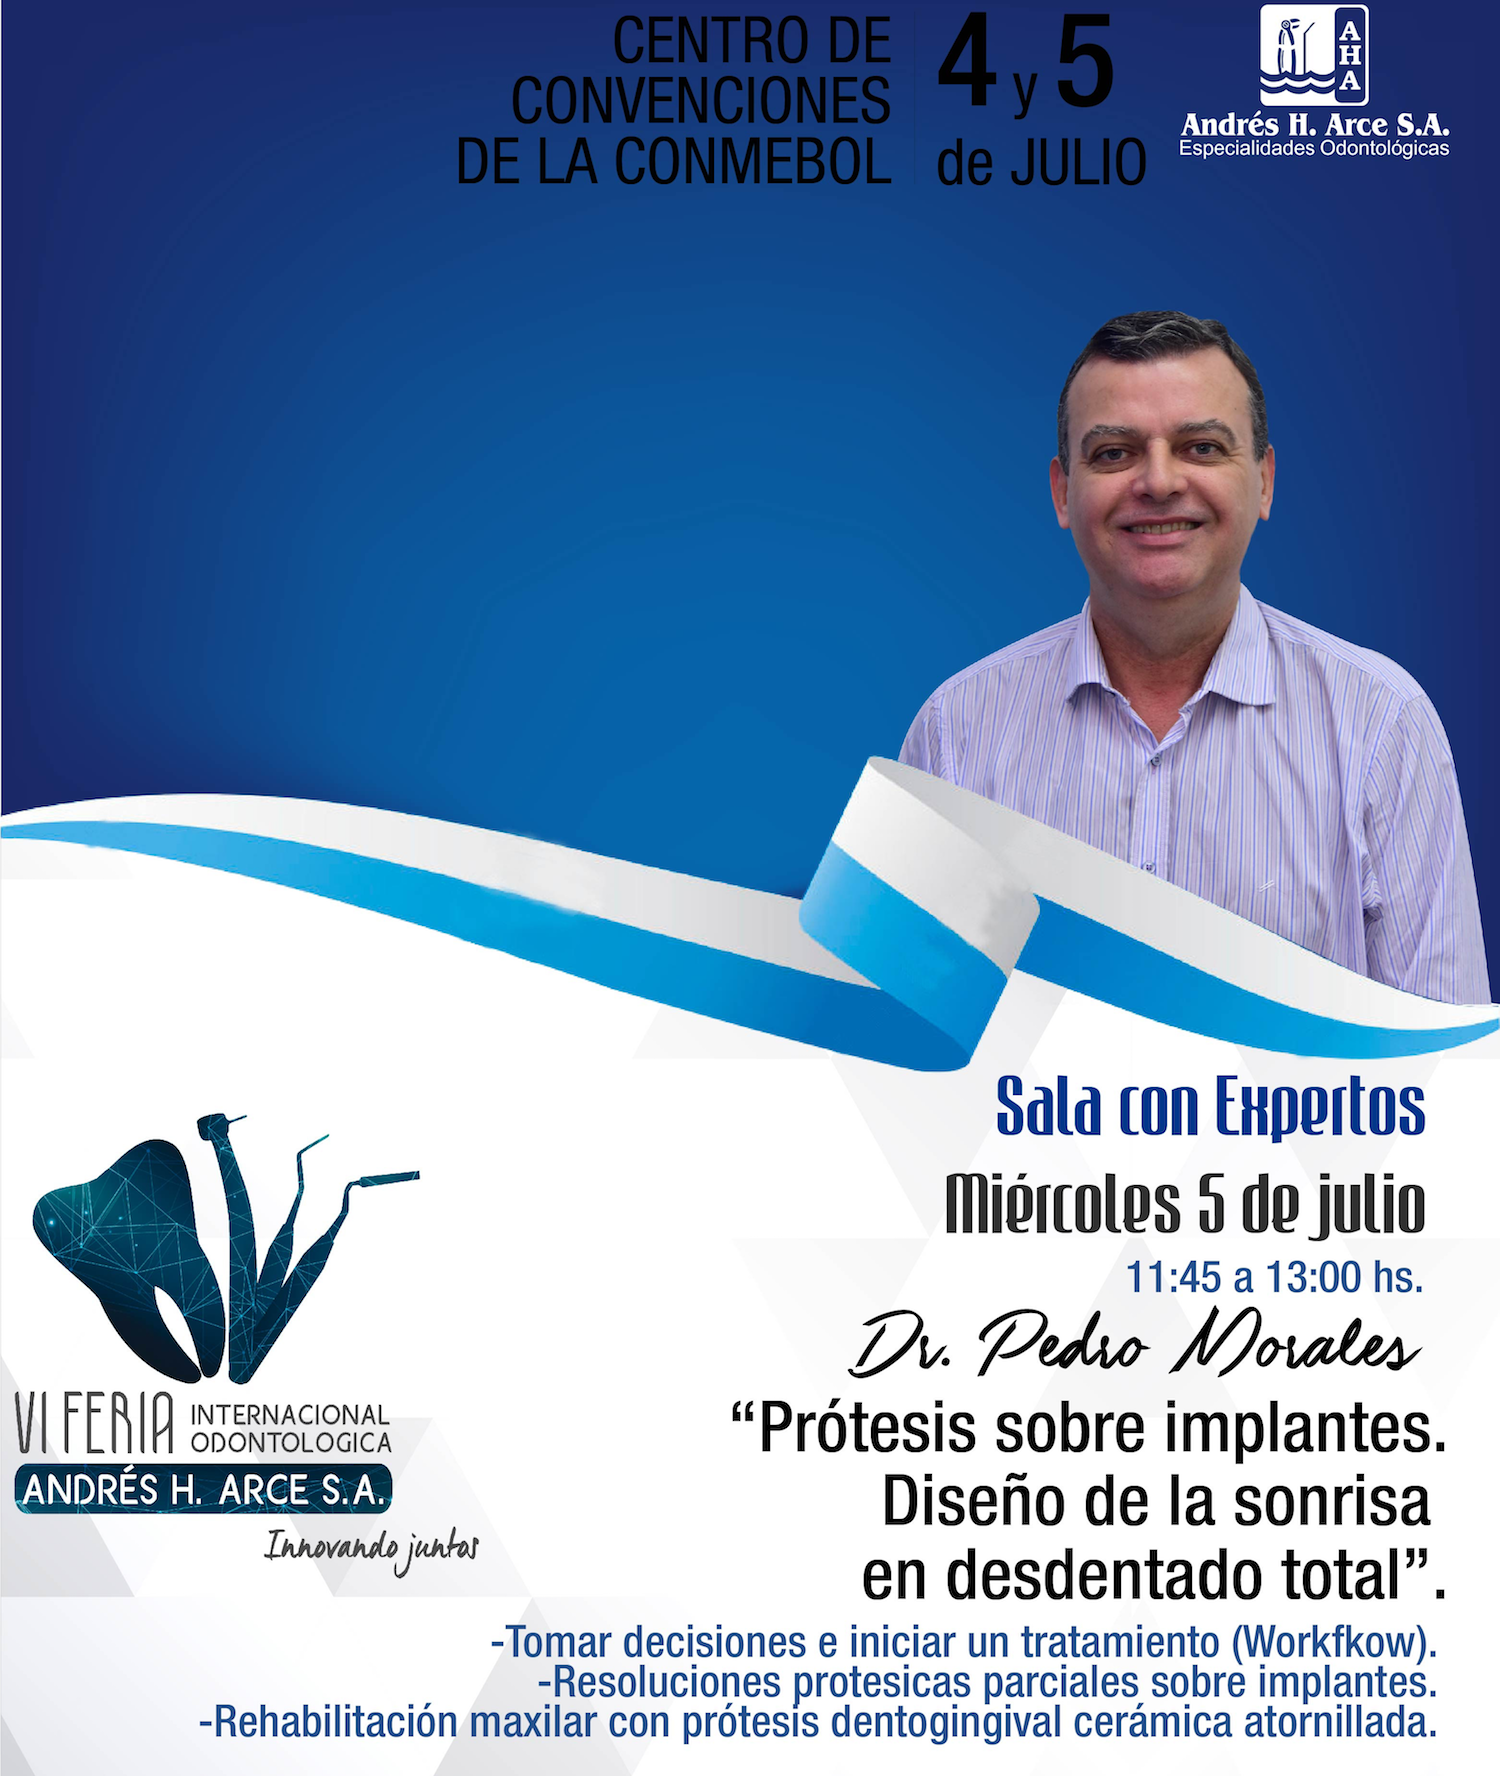 CENTRO DE
CONVENCIONES
DE LA CONMEBOL
4 y 5
de JULIO
AHA
Andrés H. Arce S.A.
Especialidades Odontológicas
Sala con Expertos
Miércoles 5 de julio
11:45 a 13:00 hs.
Dr. Pedro Morales
“Prótesis sobre implantes.
Diseño de la sonrisa
en desdentado total”.
-Tomar decisiones e iniciar un tratamiento (Workfkow).
-Resoluciones protesicas parciales sobre implantes.
-Rehabilitación maxilar con prótesis dentogingival cerámica atornillada.
VI FERIA
INTERNACIONAL
ODONTOLOGICA
ANDRÉS H. ARCE S.A.
Innovando juntos